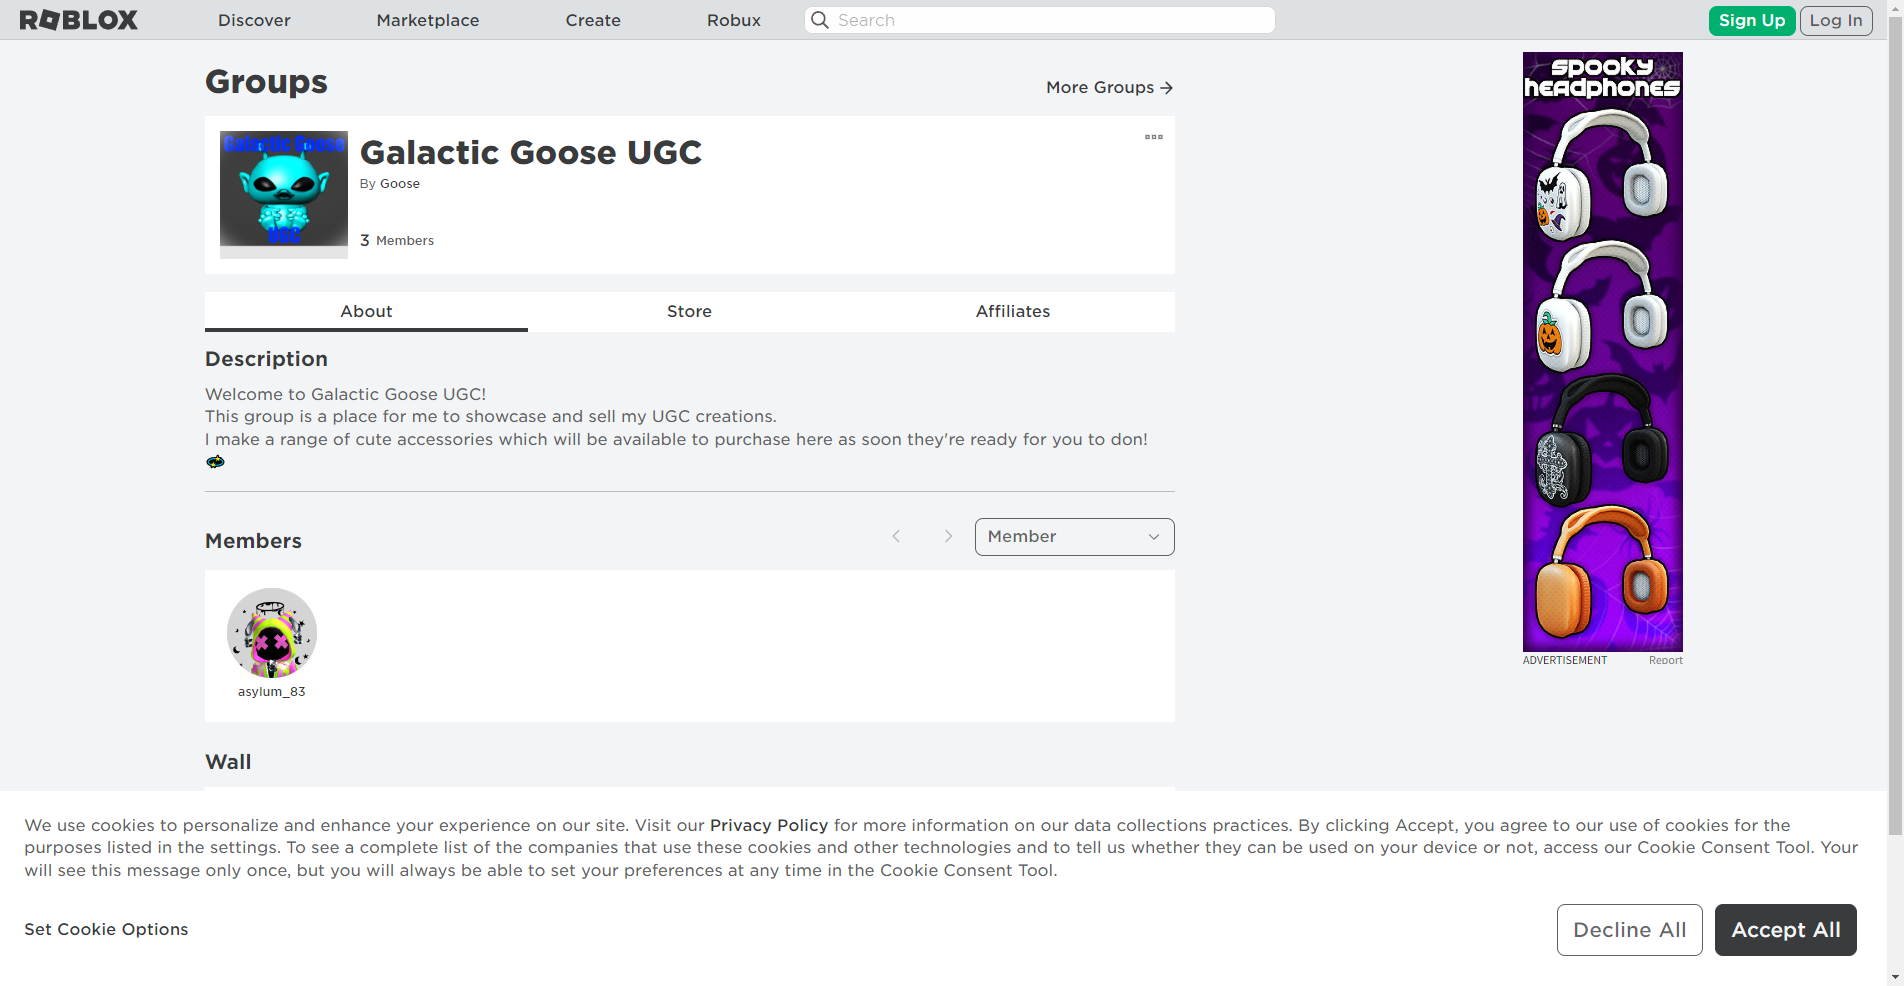 ROBLOX
Discover
Marketplace
Create
Robux
Search
Sign Up
Log In
Groups
More Groups
Galactic Goose
UGC
Galactic Goose UGC
By Goose
3 Members
About
Store
Affiliates
Description
Welcome to Galactic Goose UGC!
This group is a place for me to showcase and sell my UGC creations.
I make a range of cute accessories which will be available to purchase here as soon they're ready for you to don!
Members
Member
asylum_83
Wall
spooky
headphones
ADVERTISEMENT
Report
We use cookies to personalize and enhance your experience on our site. Visit our Privacy Policy for more information on our data collections practices. By clicking Accept, you agree to our use of cookies for the
purposes listed in the settings. To see a complete list of the companies that use these cookies and other technologies and to tell us whether they can be used on your device or not, access our Cookie Consent Tool. Your
will see this message only once, but you will always be able to set your preferences at any time in the Cookie Consent Tool.
Set Cookie Options
Decline All
Accept All